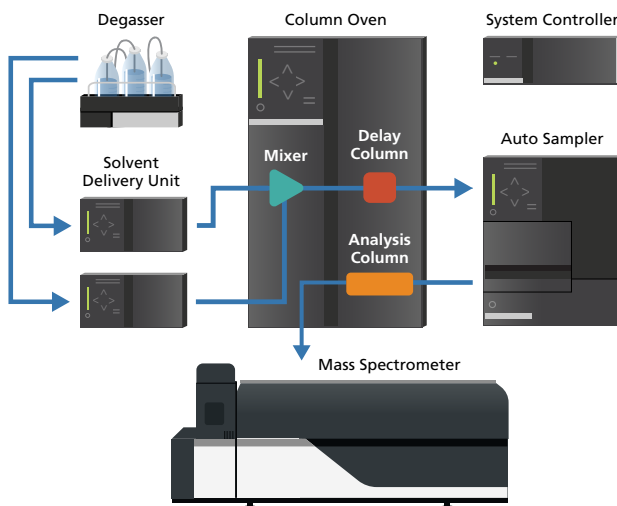 Degasser
Column Oven
System Controller
Solvent
Delivery Unit
Mixer
Delay
Column
Auto Sampler
Analysis
Column
Mass Spectrometer